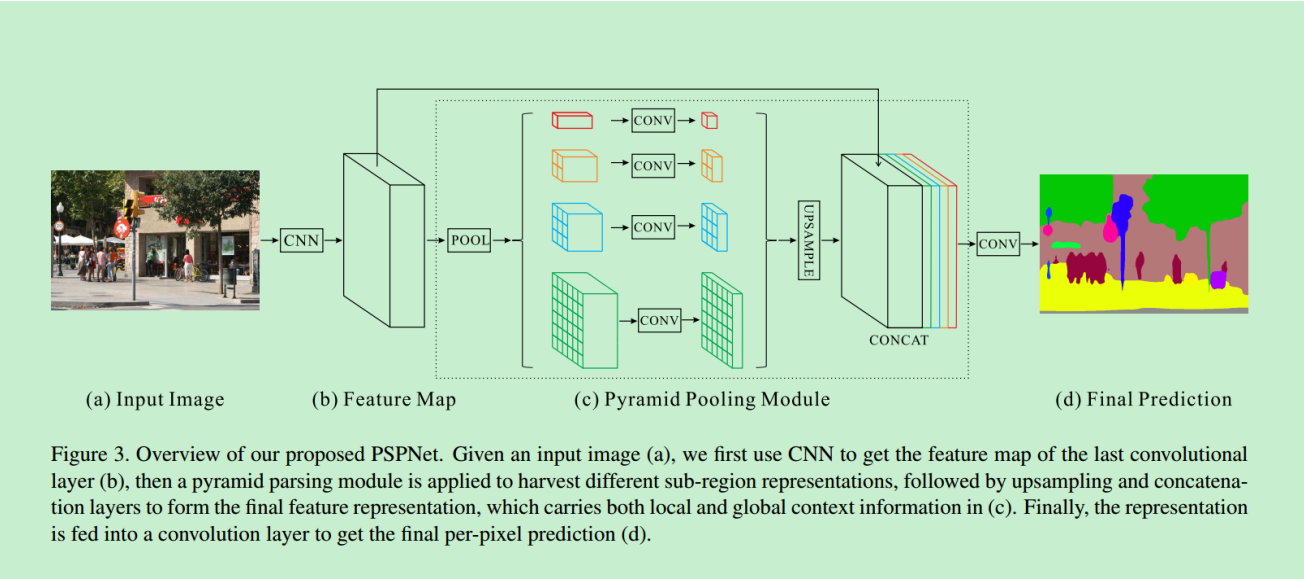 CONV
CONV
CONV
CONV
CNN
POOL
UPSAMPLE
CONCAT
CONV
(a) Input Image
(b) Feature Map
(c) Pyramid Pooling Module
(d) Final Prediction
Figure 3. Overview of our proposed PSPNet. Given an input image (a), we first use CNN to get the feature map of the last convolutional
layer (b), then a pyramid parsing module is applied to harvest different sub-region representations, followed by upsampling and concatena-
tion layers to form the final feature representation, which carries both local and global context information in (c). Finally, the representation
is fed into a convolution layer to get the final per-pixel prediction (d).